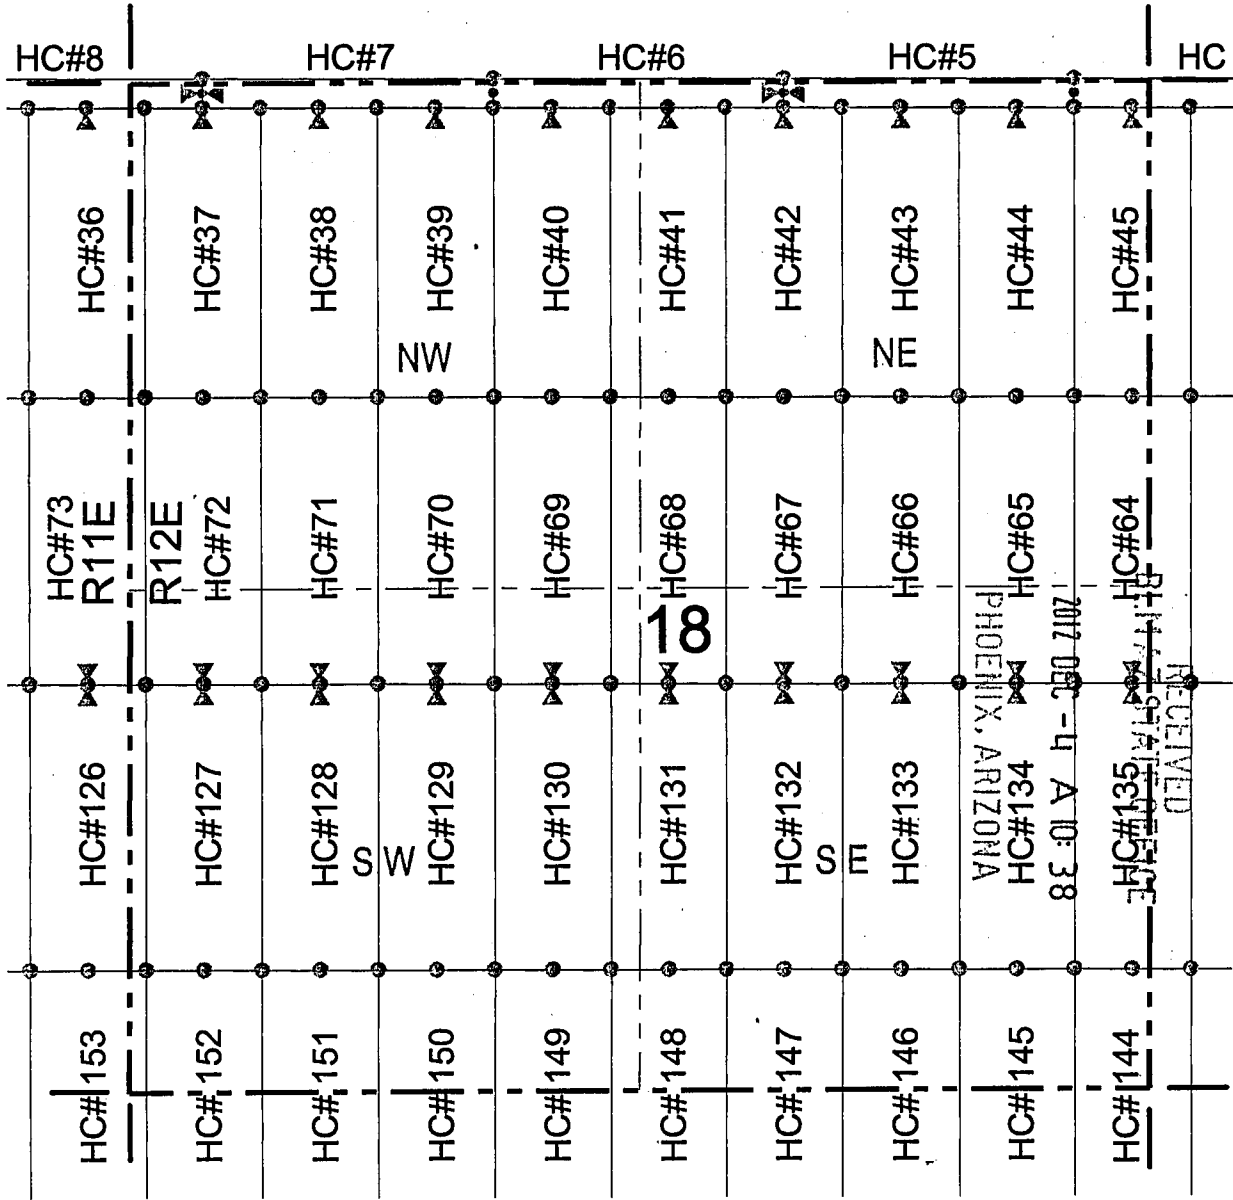 HC#8 HC#7 HC#6 HC#5 HC
HC#36 HC#37 HC#38 HC#39 HC#40 HC#41 HC#42 HC#43 HC#44 HC#45
NW NE
HC#73 HC#72 HC#71 HC#70 HC#69 HC#68 HC#67 HC#66 HC#65 HC#64
R11E R12E
18
RECEIVED
BLM AZ STATE OFFICE
2012 DEC -4 A 10:38
PHOENIX, ARIZONA
HC#126 HC#127 HC#128 HC#129 HC#130 HC#131 HC#132 HC#133 HC#134 HC#135
SW SE
HC#153 HC#152 HC#151 HC#150 HC#149 HC#148 HC#147 HC#146 HC#145 HC#144